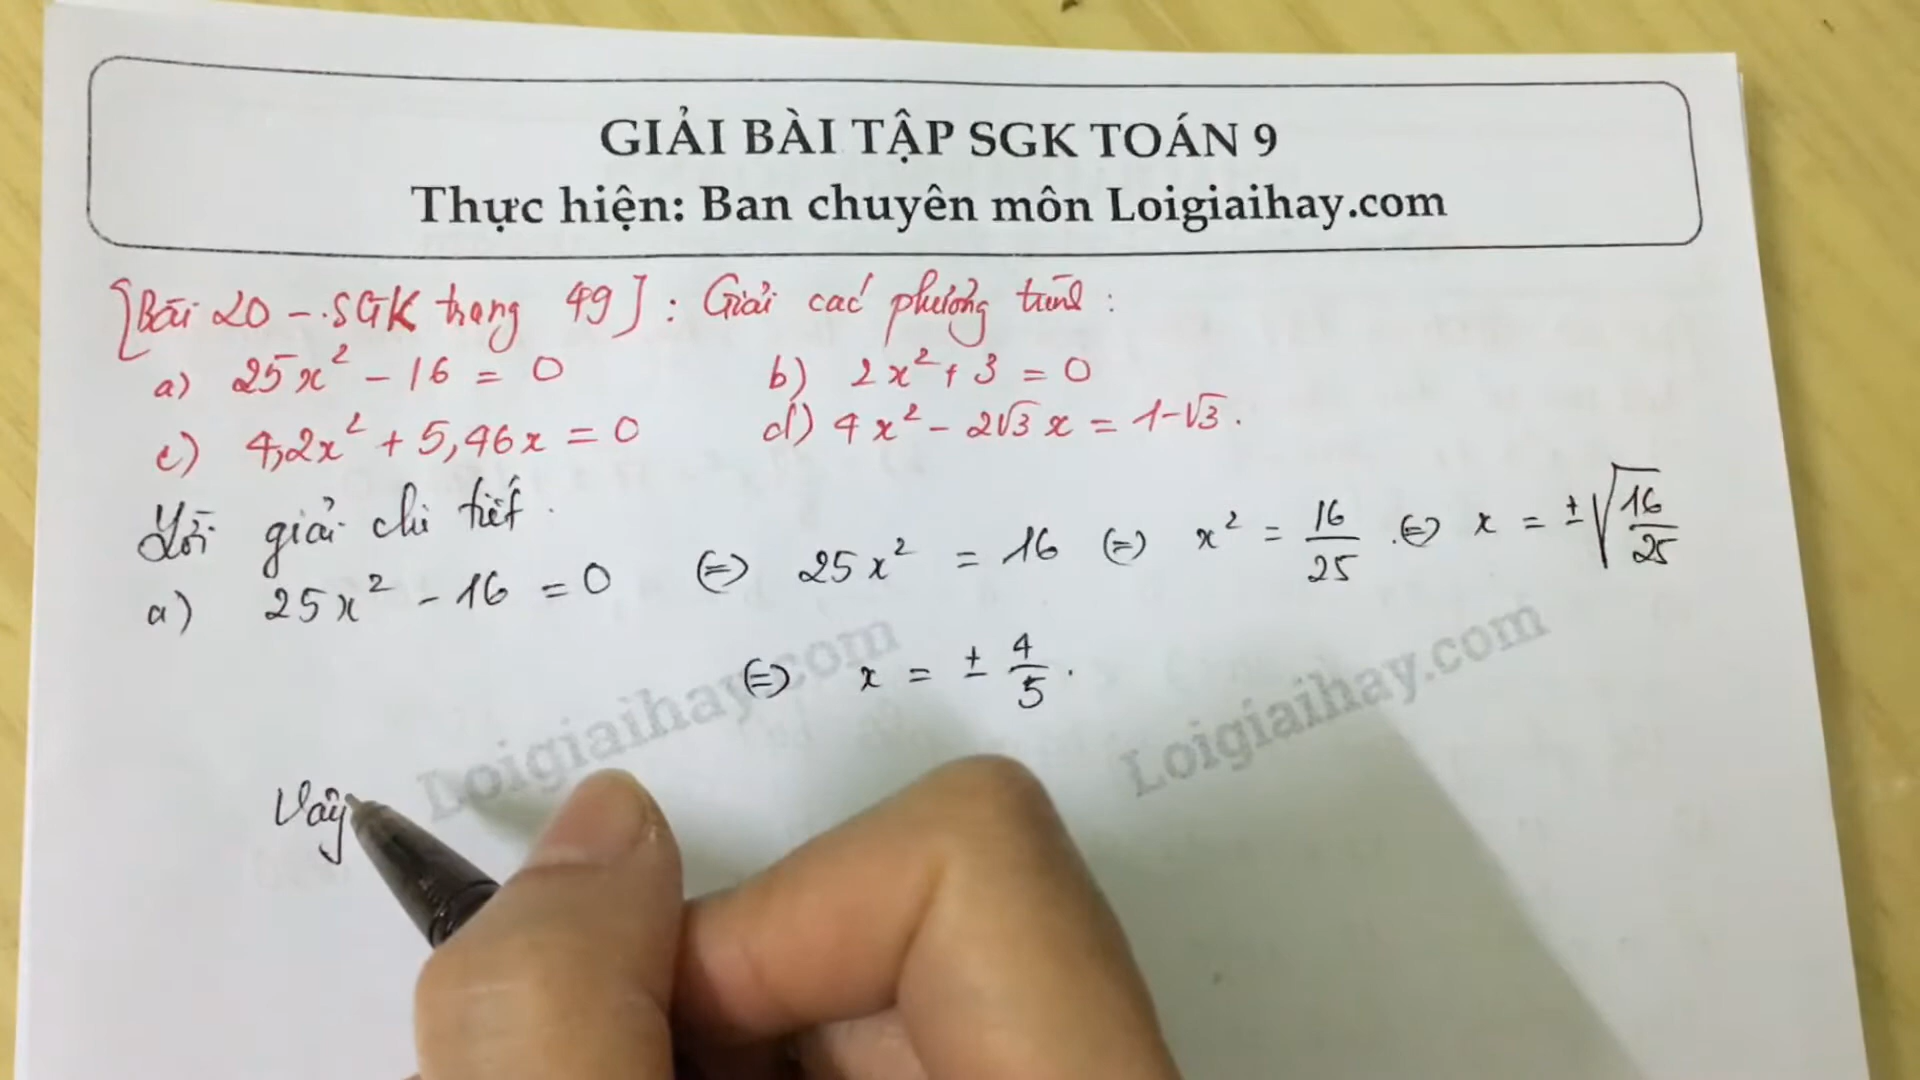 GIẢI BÀI TẬP SGK TOÁN 9
Thực hiện: Ban chuyên môn Loigiaihay.com
[Bài 20 - SGK trang 49] : Giải các phương trình :
a) 25x² - 16 = 0 b) 2x² + 3 = 0
c) 4,2x² + 5,46x = 0 d) 4x² - 2√3 x = 1-√3.
Lời giải chi tiết.
a) 25x² - 16 = 0 (=) 25x² = 16 (=) x² = 16/25 (=) x = ±√(16/25)
(=) x = ± 4/5.
Vậy
Loigiaihay.com
Loigiaihay.com